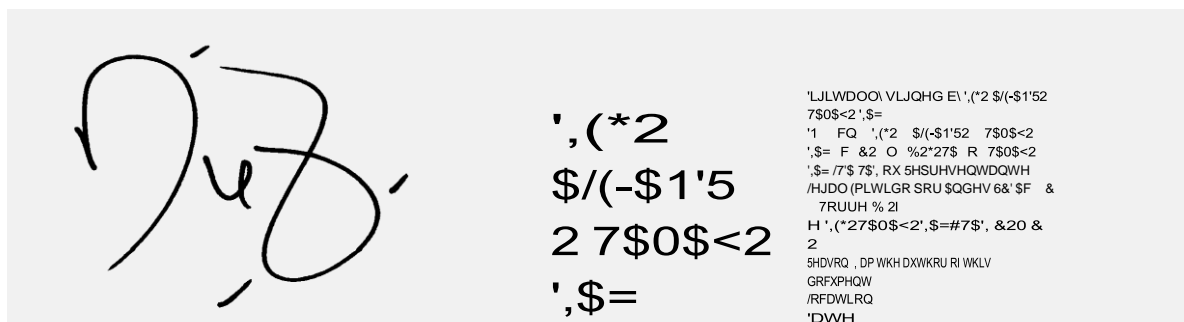 ',(*2
$/(-$1'5
2 7$0$<2
',$=
'LJLWDOO\ VLJQHG E\ ',(*2 $/(-$1'52
7$0$<2 ',$=
'1 FQ ',(*2 $/(-$1'52 7$0$<2
',$= F &2 O %2*27$ R 7$0$<2
',$= /7'$ 7$', RX 5HSUHVHQWDQWH
/HJDO (PLWLGR SRU $QGHV 6&' $F &
7RUUH % 2I
H ',(*27$0$<2',$=#7$', &20 &
2
5HDVRQ , DP WKH DXWKRU RI WKLV
GRFXPHQW
/RFDWLRQ
'DWH